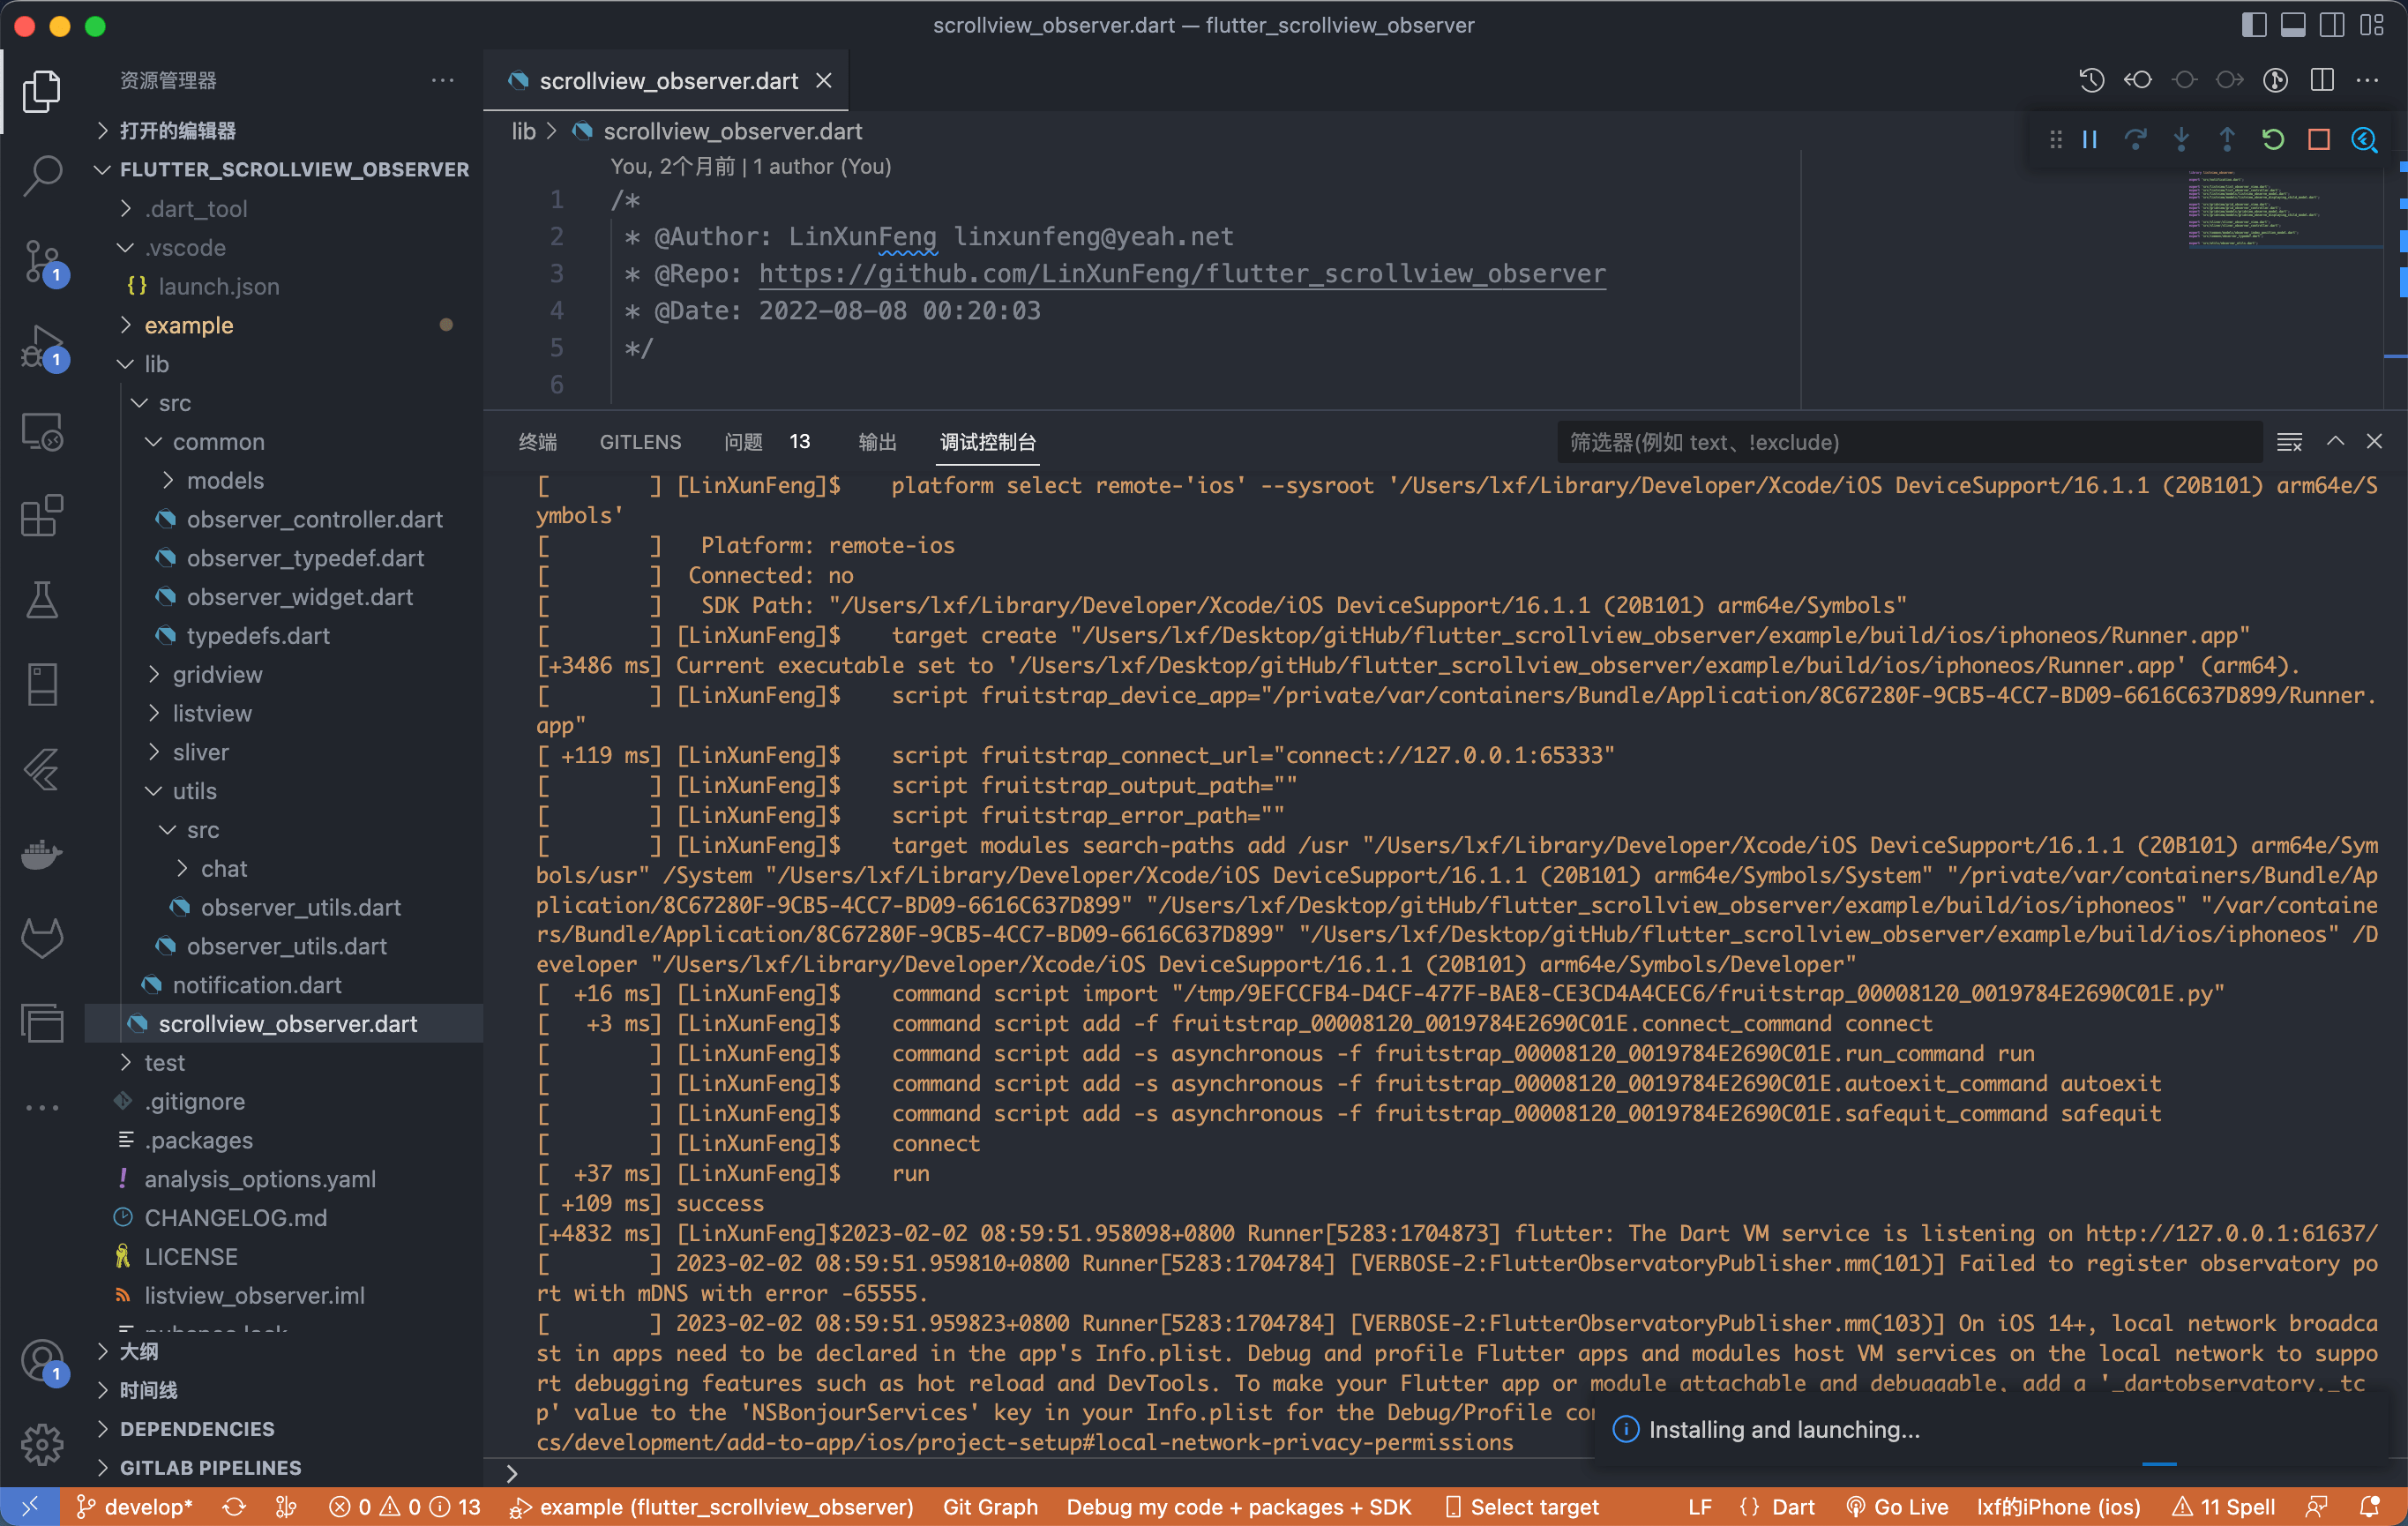 scrollview_observer.dart — flutter_scrollview_observer
资源管理器
打开的编辑器
FLUTTER_SCROLLVIEW_OBSERVER
.dart_tool
.vscode
launch.json
example
lib
src
common
models
observer_controller.dart
observer_typedef.dart
observer_widget.dart
typedefs.dart
gridview
listview
sliver
utils
src
chat
observer_utils.dart
observer_utils.dart
notification.dart
scrollview_observer.dart
test
.gitignore
.packages
analysis_options.yaml
CHANGELOG.md
LICENSE
listview_observer.iml
大纲
时间线
DEPENDENCIES
GITLAB PIPELINES
1
1
1
scrollview_observer.dart
lib > scrollview_observer.dart
You, 2个月前 | 1 author (You)
1 /*
2 * @Author: LinXunFeng linxunfeng@yeah.net
3 * @Repo: https://github.com/LinXunFeng/flutter_scrollview_observer
4 * @Date: 2022-08-08 00:20:03
5 */
6
终端 GITLENS 问题 13 输出 调试控制台 筛选器(例如 text、!exclude)
[        ] [LinXunFeng]$    platform select remote-'ios' --sysroot '/Users/lxf/Library/Developer/Xcode/iOS DeviceSupport/16.1.1 (20B101) arm64e/S
ymbols'
[        ]   Platform: remote-ios
[        ]  Connected: no
[        ]   SDK Path: "/Users/lxf/Library/Developer/Xcode/iOS DeviceSupport/16.1.1 (20B101) arm64e/Symbols"
[        ] [LinXunFeng]$    target create "/Users/lxf/Desktop/gitHub/flutter_scrollview_observer/example/build/ios/iphoneos/Runner.app"
[+3486 ms] Current executable set to '/Users/lxf/Desktop/gitHub/flutter_scrollview_observer/example/build/ios/iphoneos/Runner.app' (arm64).
[        ] [LinXunFeng]$    script fruitstrap_device_app="/private/var/containers/Bundle/Application/8C67280F-9CB5-4CC7-BD09-6616C637D899/Runner.
app"
[ +119 ms] [LinXunFeng]$    script fruitstrap_connect_url="connect://127.0.0.1:65333"
[        ] [LinXunFeng]$    script fruitstrap_output_path=""
[        ] [LinXunFeng]$    script fruitstrap_error_path=""
[        ] [LinXunFeng]$    target modules search-paths add /usr "/Users/lxf/Library/Developer/Xcode/iOS DeviceSupport/16.1.1 (20B101) arm64e/Sym
bols/usr" /System "/Users/lxf/Library/Developer/Xcode/iOS DeviceSupport/16.1.1 (20B101) arm64e/Symbols/System" "/private/var/containers/Bundle/Ap
plication/8C67280F-9CB5-4CC7-BD09-6616C637D899" "/Users/lxf/Desktop/gitHub/flutter_scrollview_observer/example/build/ios/iphoneos" "/var/containe
rs/Bundle/Application/8C67280F-9CB5-4CC7-BD09-6616C637D899" "/Users/lxf/Desktop/gitHub/flutter_scrollview_observer/example/build/ios/iphoneos" /D
eveloper "/Users/lxf/Library/Developer/Xcode/iOS DeviceSupport/16.1.1 (20B101) arm64e/Symbols/Developer"
[  +16 ms] [LinXunFeng]$    command script import "/tmp/9EFCCFB4-D4CF-477F-BAE8-CE3CD4A4CEC6/fruitstrap_00008120_0019784E2690C01E.py"
[   +3 ms] [LinXunFeng]$    command script add -f fruitstrap_00008120_0019784E2690C01E.connect_command connect
[        ] [LinXunFeng]$    command script add -s asynchronous -f fruitstrap_00008120_0019784E2690C01E.run_command run
[        ] [LinXunFeng]$    command script add -s asynchronous -f fruitstrap_00008120_0019784E2690C01E.autoexit_command autoexit
[        ] [LinXunFeng]$    command script add -s asynchronous -f fruitstrap_00008120_0019784E2690C01E.safequit_command safequit
[        ] [LinXunFeng]$    connect
[  +37 ms] [LinXunFeng]$    run
[ +109 ms] success
[+4832 ms] [LinXunFeng]$2023-02-02 08:59:51.958098+0800 Runner[5283:1704873] flutter: The Dart VM service is listening on http://127.0.0.1:61637/
[        ] 2023-02-02 08:59:51.959810+0800 Runner[5283:1704784] [VERBOSE-2:FlutterObservatoryPublisher.mm(101)] Failed to register observatory po
rt with mDNS with error -65555.
[        ] 2023-02-02 08:59:51.959823+0800 Runner[5283:1704784] [VERBOSE-2:FlutterObservatoryPublisher.mm(103)] On iOS 14+, local network broadca
st in apps need to be declared in the app's Info.plist. Debug and profile Flutter apps and modules host VM services on the local network to suppo
rt debugging features such as hot reload and DevTools. To make your Flutter app or module attachable and debuggable, add a '_dartobservatory._tc
p' value to the 'NSBonjourServices' key in your Info.plist for the Debug/Profile
cs/development/add-to-app/ios/project-setup#local-network-privacy-permissions
Installing and launching...
develop* 0 0 13 example (flutter_scrollview_observer) Git Graph Debug my code + packages + SDK Select target LF {} Dart Go Live lxf的iPhone (ios) 11 Spell